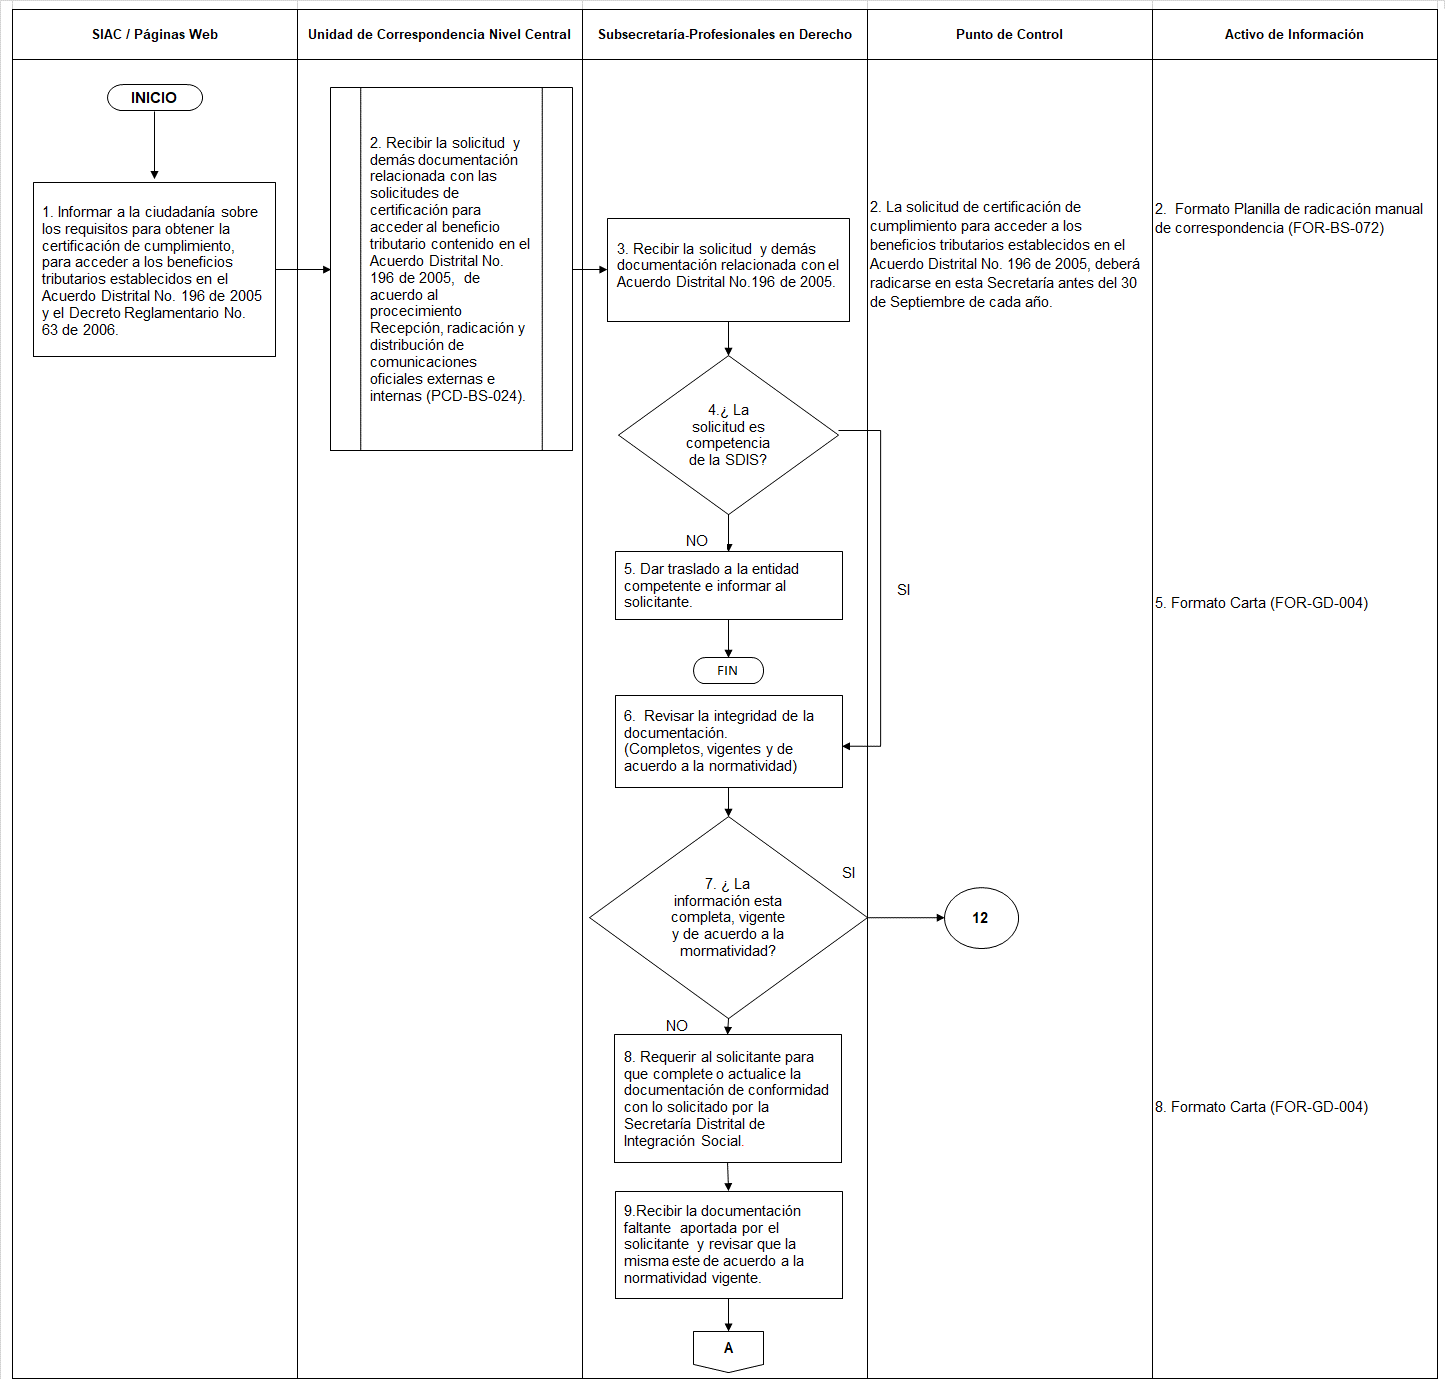 SIAC / Páginas Web
Unidad de Correspondencia Nivel Central
Subsecretaría-Profesionales en Derecho
Punto de Control
Activo de Información
INICIO
1. Informar a la ciudadanía sobre
los requisitos para obtener la
certificación de cumplimiento,
para acceder a los beneficios
tributarios establecidos en el
Acuerdo Distrital No. 196 de 2005
y el Decreto Reglamentario No.
63 de 2006.
2. Recibir la solicitud y
demás documentación
relacionada con las
solicitudes de
certificación para
acceder al beneficio
tributario contenido en el
Acuerdo Distrital No.
196 de 2005, de
acuerdo al
procecimiento
Recepción, radicación y
distribución de
comunicaciones
oficiales externas e
internas (PCD-BS-024).
3. Recibir la solicitud y demás
documentación relacionada con el
Acuerdo Distrital No.196 de 2005.
2. La solicitud de certificación de
cumplimiento para acceder a los
beneficios tributarios establecidos en el
Acuerdo Distrital No. 196 de 2005, deberá
radicarse en esta Secretaría antes del 30
de Septiembre de cada año.
2. Formato Planilla de radicación manual
de correspondencia (FOR-BS-072)
4.¿ La
solicitud es
competencia
de la SDIS?
NO
SI
5. Dar traslado a la entidad
competente e informar al
solicitante.
5. Formato Carta (FOR-GD-004)
FIN
6. Revisar la integridad de la
documentación.
(Completos, vigentes y de
acuerdo a la normatividad)
7. ¿ La
información esta
completa, vigente
y de acuerdo a la
mormatividad?
SI
12
NO
8. Requerir al solicitante para
que complete o actualice la
documentación de conformidad
con lo solicitado por la
Secretaría Distrital de
Integración Social.
8. Formato Carta (FOR-GD-004)
9.Recibir la documentación
faltante aportada por el
solicitante y revisar que la
misma este de acuerdo a la
normatividad vigente.
A